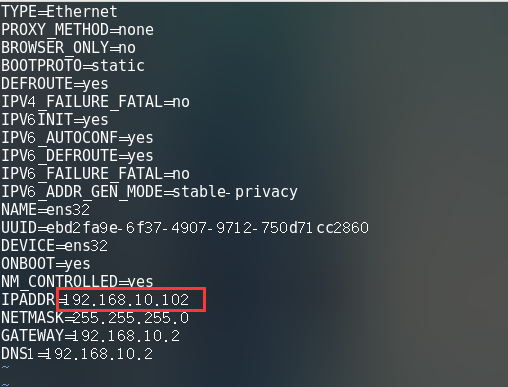 TYPE=Ethernet
PROXY_METHOD=none
BROWSER_ONLY=no
BOOTPROTO=static
DEFROUTE=yes
IPV4_FAILURE_FATAL=no
IPV6INIT=yes
IPV6_AUTOCONF=yes
IPV6_DEFROUTE=yes
IPV6_FAILURE_FATAL=no
IPV6_ADDR_GEN_MODE=stable-privacy
NAME=ens32
UUID=ebd2fa9e-6f37-4907-9712-750d71cc2860
DEVICE=ens32
ONBOOT=yes
NM_CONTROLLED=yes
IPADDR=192.168.10.102
NETMASK=255.255.255.0
GATEWAY=192.168.10.2
DNS1=192.168.10.2
~
~